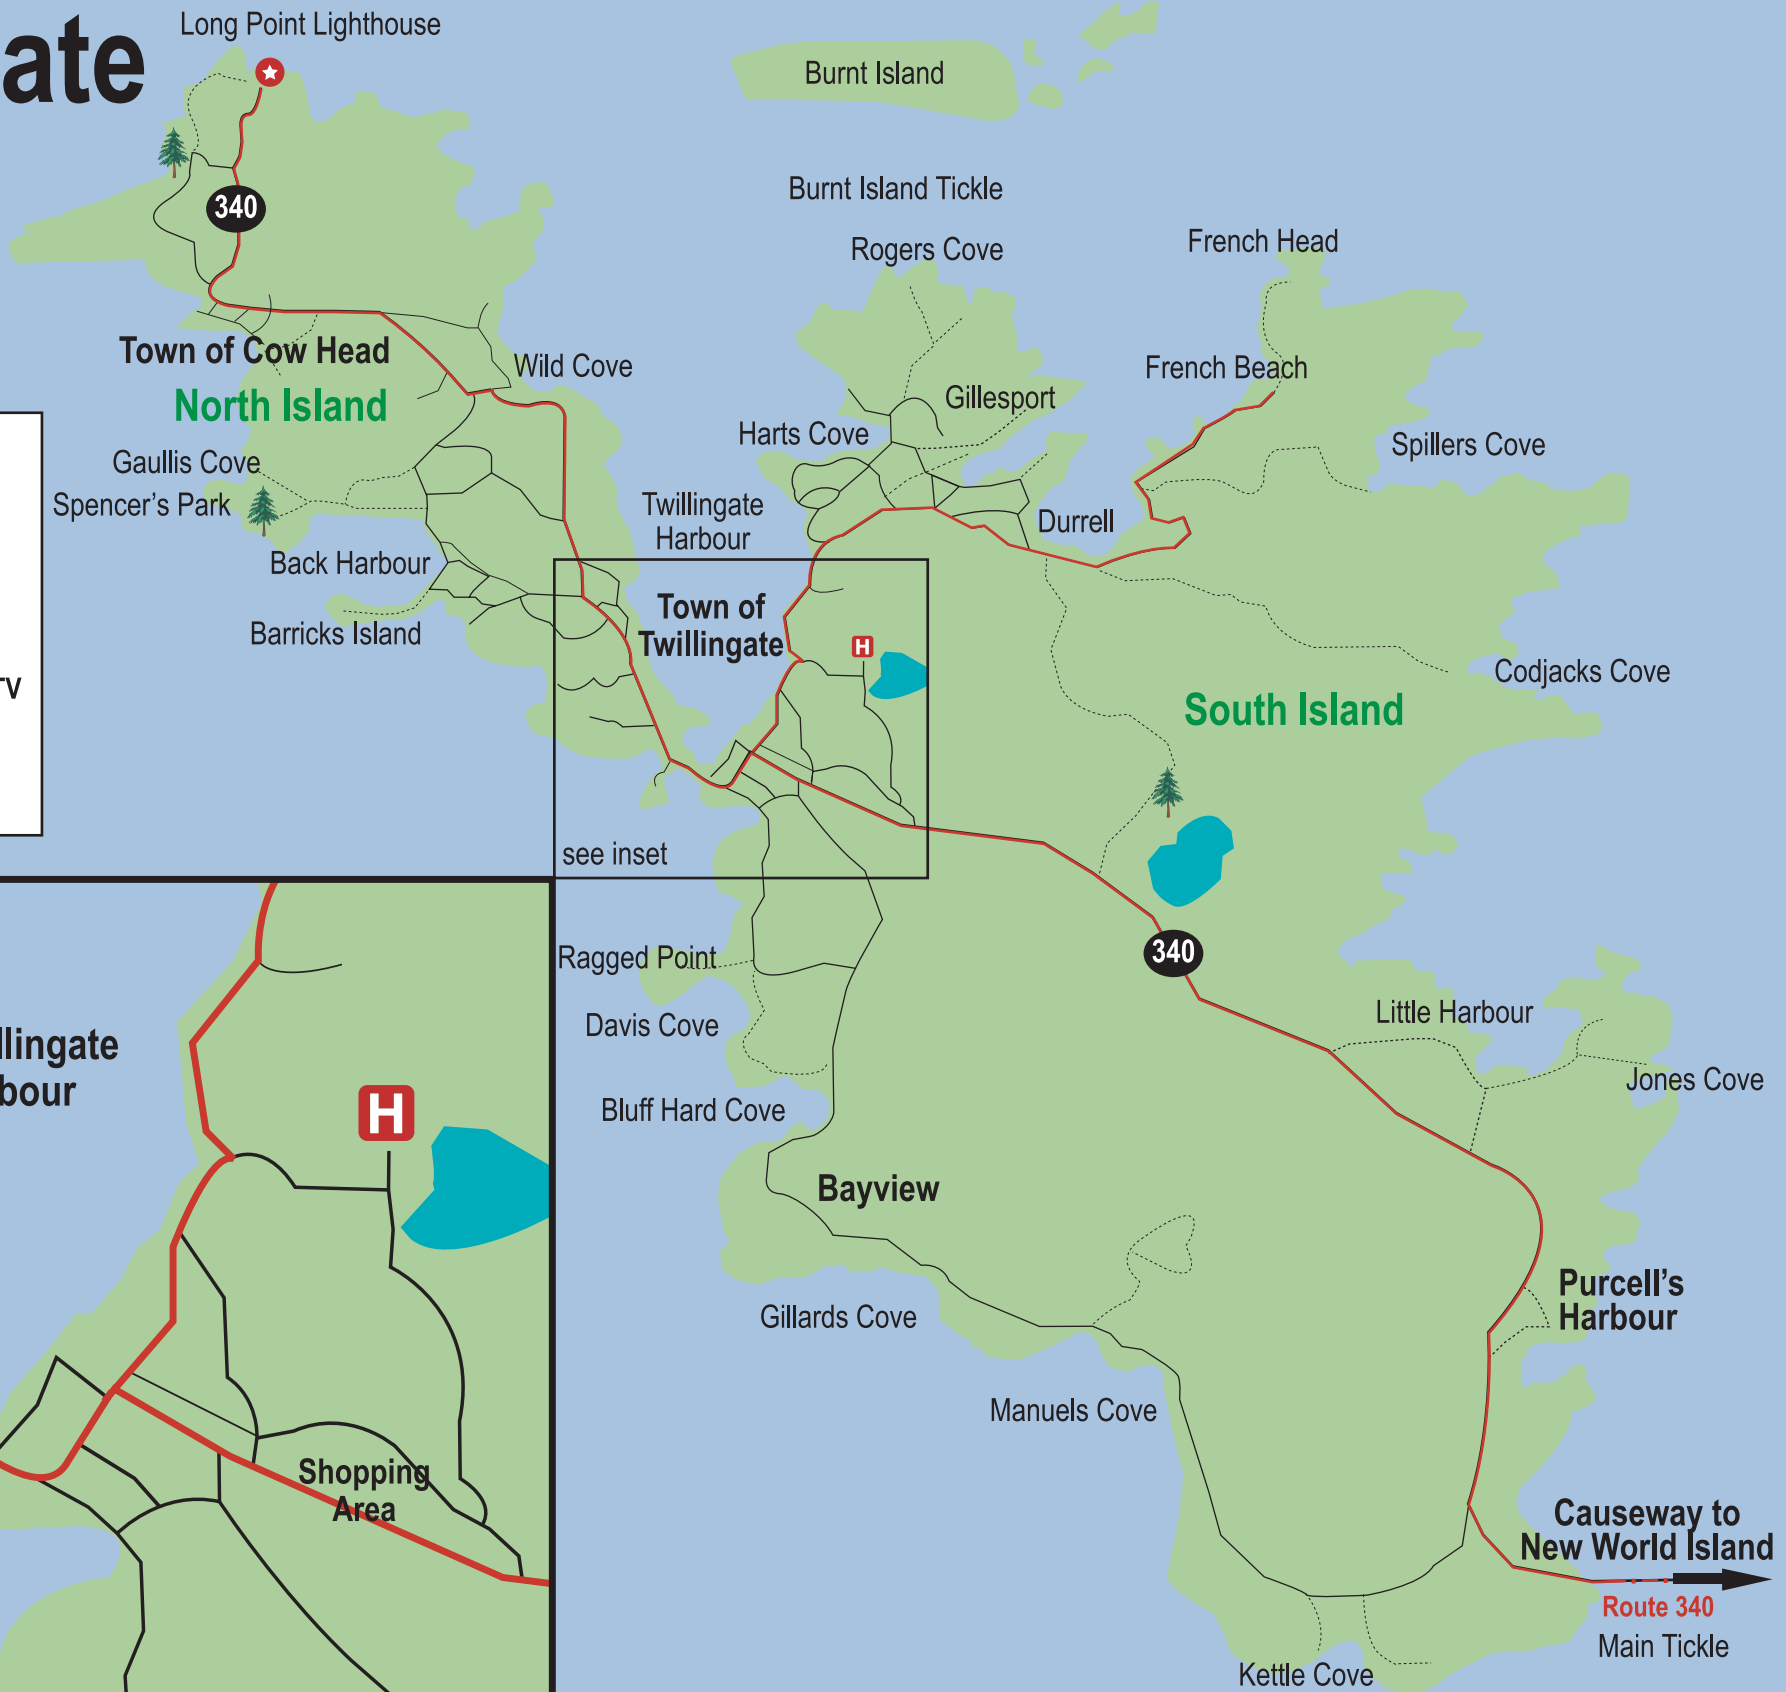 ate
Long Point Lighthouse
Burnt Island
340
Burnt Island Tickle
Rogers Cove
French Head
Town of Cow Head
North Island
Wild Cove
French Beach
Gillesport
Harts Cove
Spillers Cove
Gaullis Cove
Spencer's Park
Twillingate
Harbour
Durrell
Back Harbour
Barricks Island
Town of
Twillingate
H
Codjacks Cove
South Island
TV
see inset
340
Ragged Point
Davis Cove
Little Harbour
Jones Cove
Bluff Hard Cove
Bayview
llingate
bour
H
Gillards Cove
Purcell's
Harbour
Manuels Cove
Shopping
Area
Causeway to
New World Island
Route 340
Main Tickle
Kettle Cove